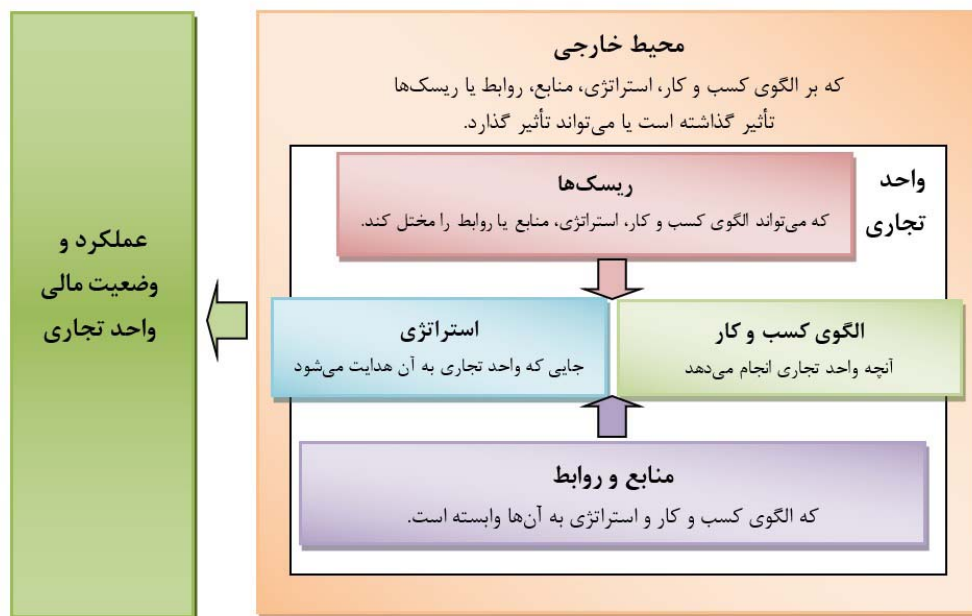 محیط خارجی
که بر الگوی کسب و کار، استراتژی، منابع، روابط یا ریسک‌ها
تأثیر گذاشته است یا می‌تواند تأثیر گذارد.
واحد
تجاری
ریسک‌ها
که می‌تواند الگوی کسب و کار، استراتژی، منابع یا روابط را مختل کند.
الگوی کسب و کار
آنچه واحد تجاری انجام می‌دهد
استراتژی
جایی که واحد تجاری به آن هدایت می‌شود
منابع و روابط
که الگوی کسب و کار و استراتژی به آن‌ها وابسته است.
عملکرد و
وضعیت مالی
واحد تجاری